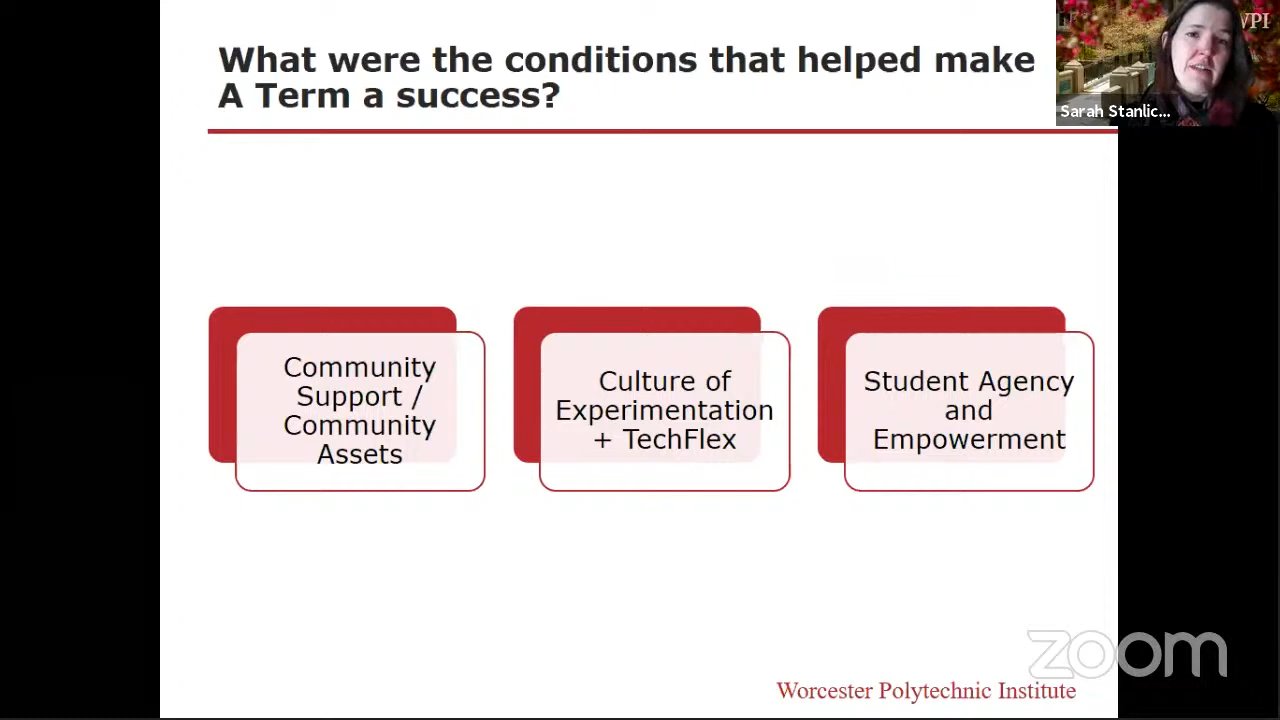 What were the conditions that helped make
A Term a success?
WPI
Sarah Stanlic...
Community
Support /
Community
Assets
Culture of
Experimentation
+ TechFlex
Student Agency
and
Empowerment
zoom
Worcester Polytechnic Institute